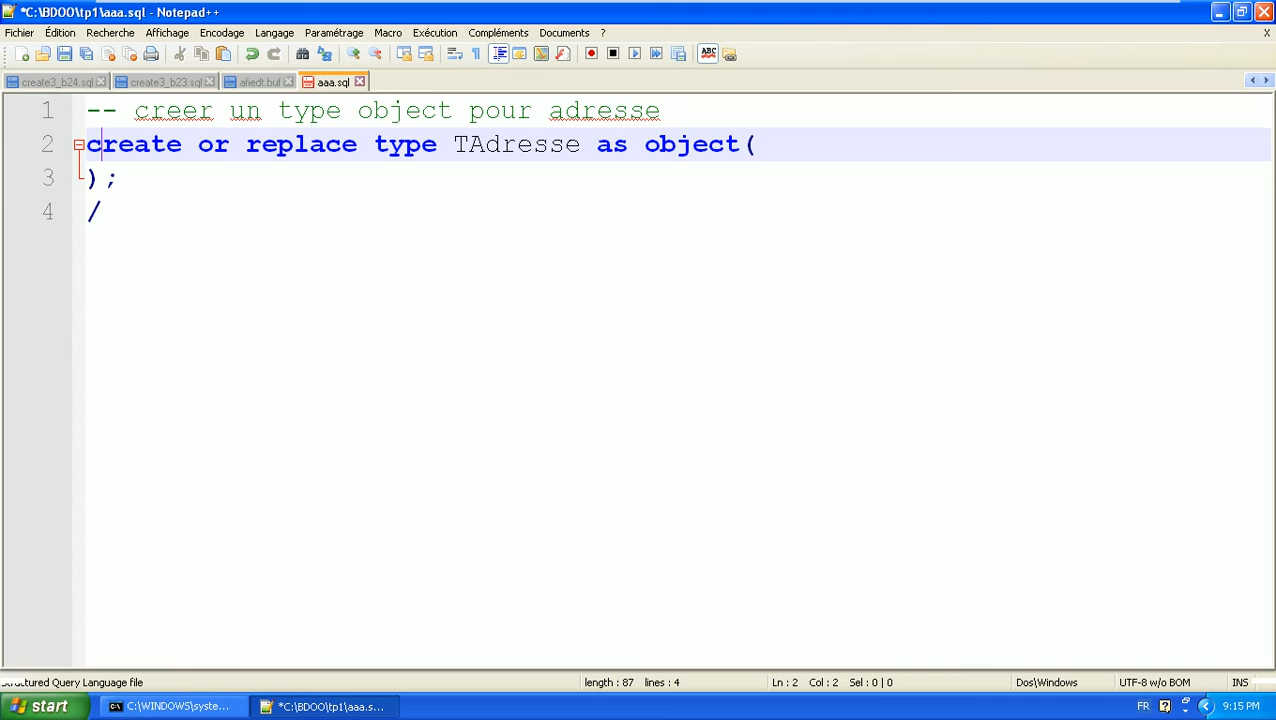 *C:\BDOO\tp1\aaa.sql - Notepad++
Fichier Édition Recherche Affichage Encodage Langage Paramétrage Macro Exécution Compléments Documents ? X
create3_b24.sql create3_b23.sql afiedt.buf aaa.sql
1 -- creer un type object pour adresse
2 create or replace type TAdresse as object(
3 );
4 /
Structured Query Language file length : 87 lines : 4 Ln : 2 Col : 2 Sel : 0 | 0 Dos\Windows UTF-8 w/o BOM INS
start C:\WINDOWS\syste... *C:\BDOO\tp1\aaa.s... FR 9:15 PM